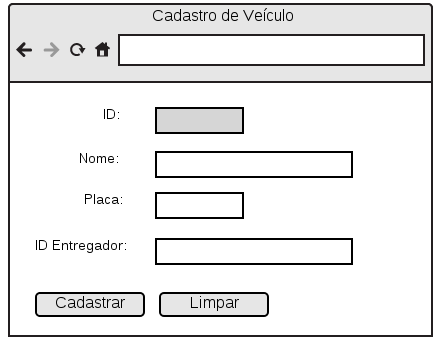 Cadastro de Veículo
ID:
Nome:
Placa:
ID Entregador:
Cadastrar Limpar